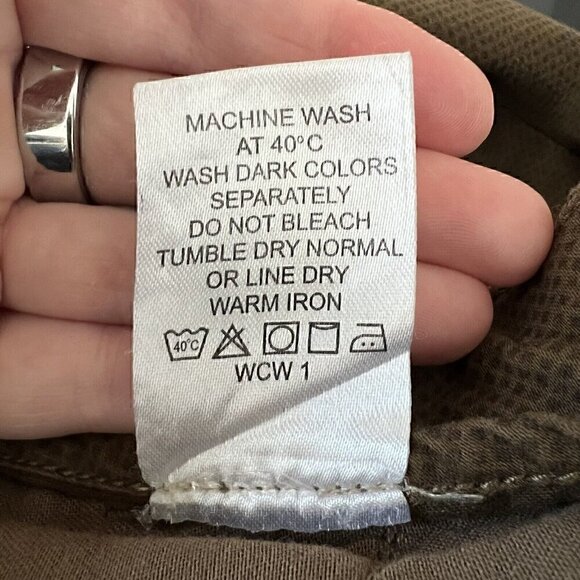 MACHINE WASH
AT 40°C
WASH DARK COLORS
SEPARATELY
DO NOT BLEACH
TUMBLE DRY NORMAL
OR LINE DRY
WARM IRON
40°C
WCW 1